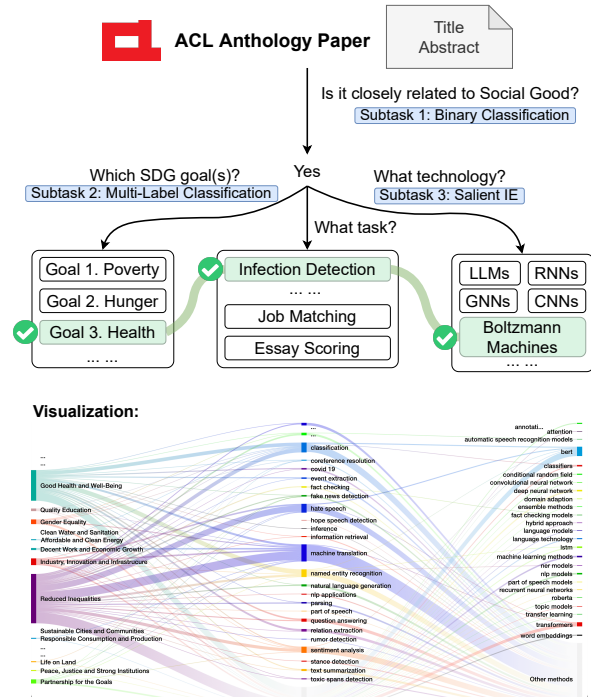 ACL Anthology Paper
Title
Abstract
Is it closely related to Social Good?
Subtask 1: Binary Classification
Yes
Which SDG goal(s)?
Subtask 2: Multi-Label Classification
What technology?
Subtask 3: Salient IE
What task?
Goal 1. Poverty
Goal 2. Hunger
Goal 3. Health
... ...
Infection Detection
... ...
Job Matching
Essay Scoring
LLMs
RNNs
GNNs
CNNs
Boltzmann
Machines
... ...
Visualization:
...
...
Good Health and Well-Being
Quality Education
Gender Equality
Clean Water and Sanitation
Affordable and Clean Energy
Decent Work and Economic Growth
Industry, Innovation and Infrastrucure
Reduced Inequalities
Sustainable Cities and Communities
Responsible Consumption and Production
...
...
Life on Land
Peace, Justice and Strong Institutions
Partnership for the Goals
...
...
classification
coreference resolution
covid 19
event extraction
fact checking
fake news detection
hate speech
hope speech detection
inference
information retrieval
machine translation
named entity recognition
natural language generation
nlp applications
parsing
part of speech
question answering
relation extraction
rumor detection
sentiment analysis
stance detection
text summarization
toxic spans detection
annotati...
attention
automatic speech recognition models
bert
classifiers
conditional random field
convolutional neural network
deep neural network
domain adaption
ensemble methods
fact checking models
hybrid approach
language models
language technology
lstm
machine learning methods
ner models
nlp models
part of speech models
recurrent neural networks
roberta
topic models
transfer learning
transformers
word embeddings
Other methods